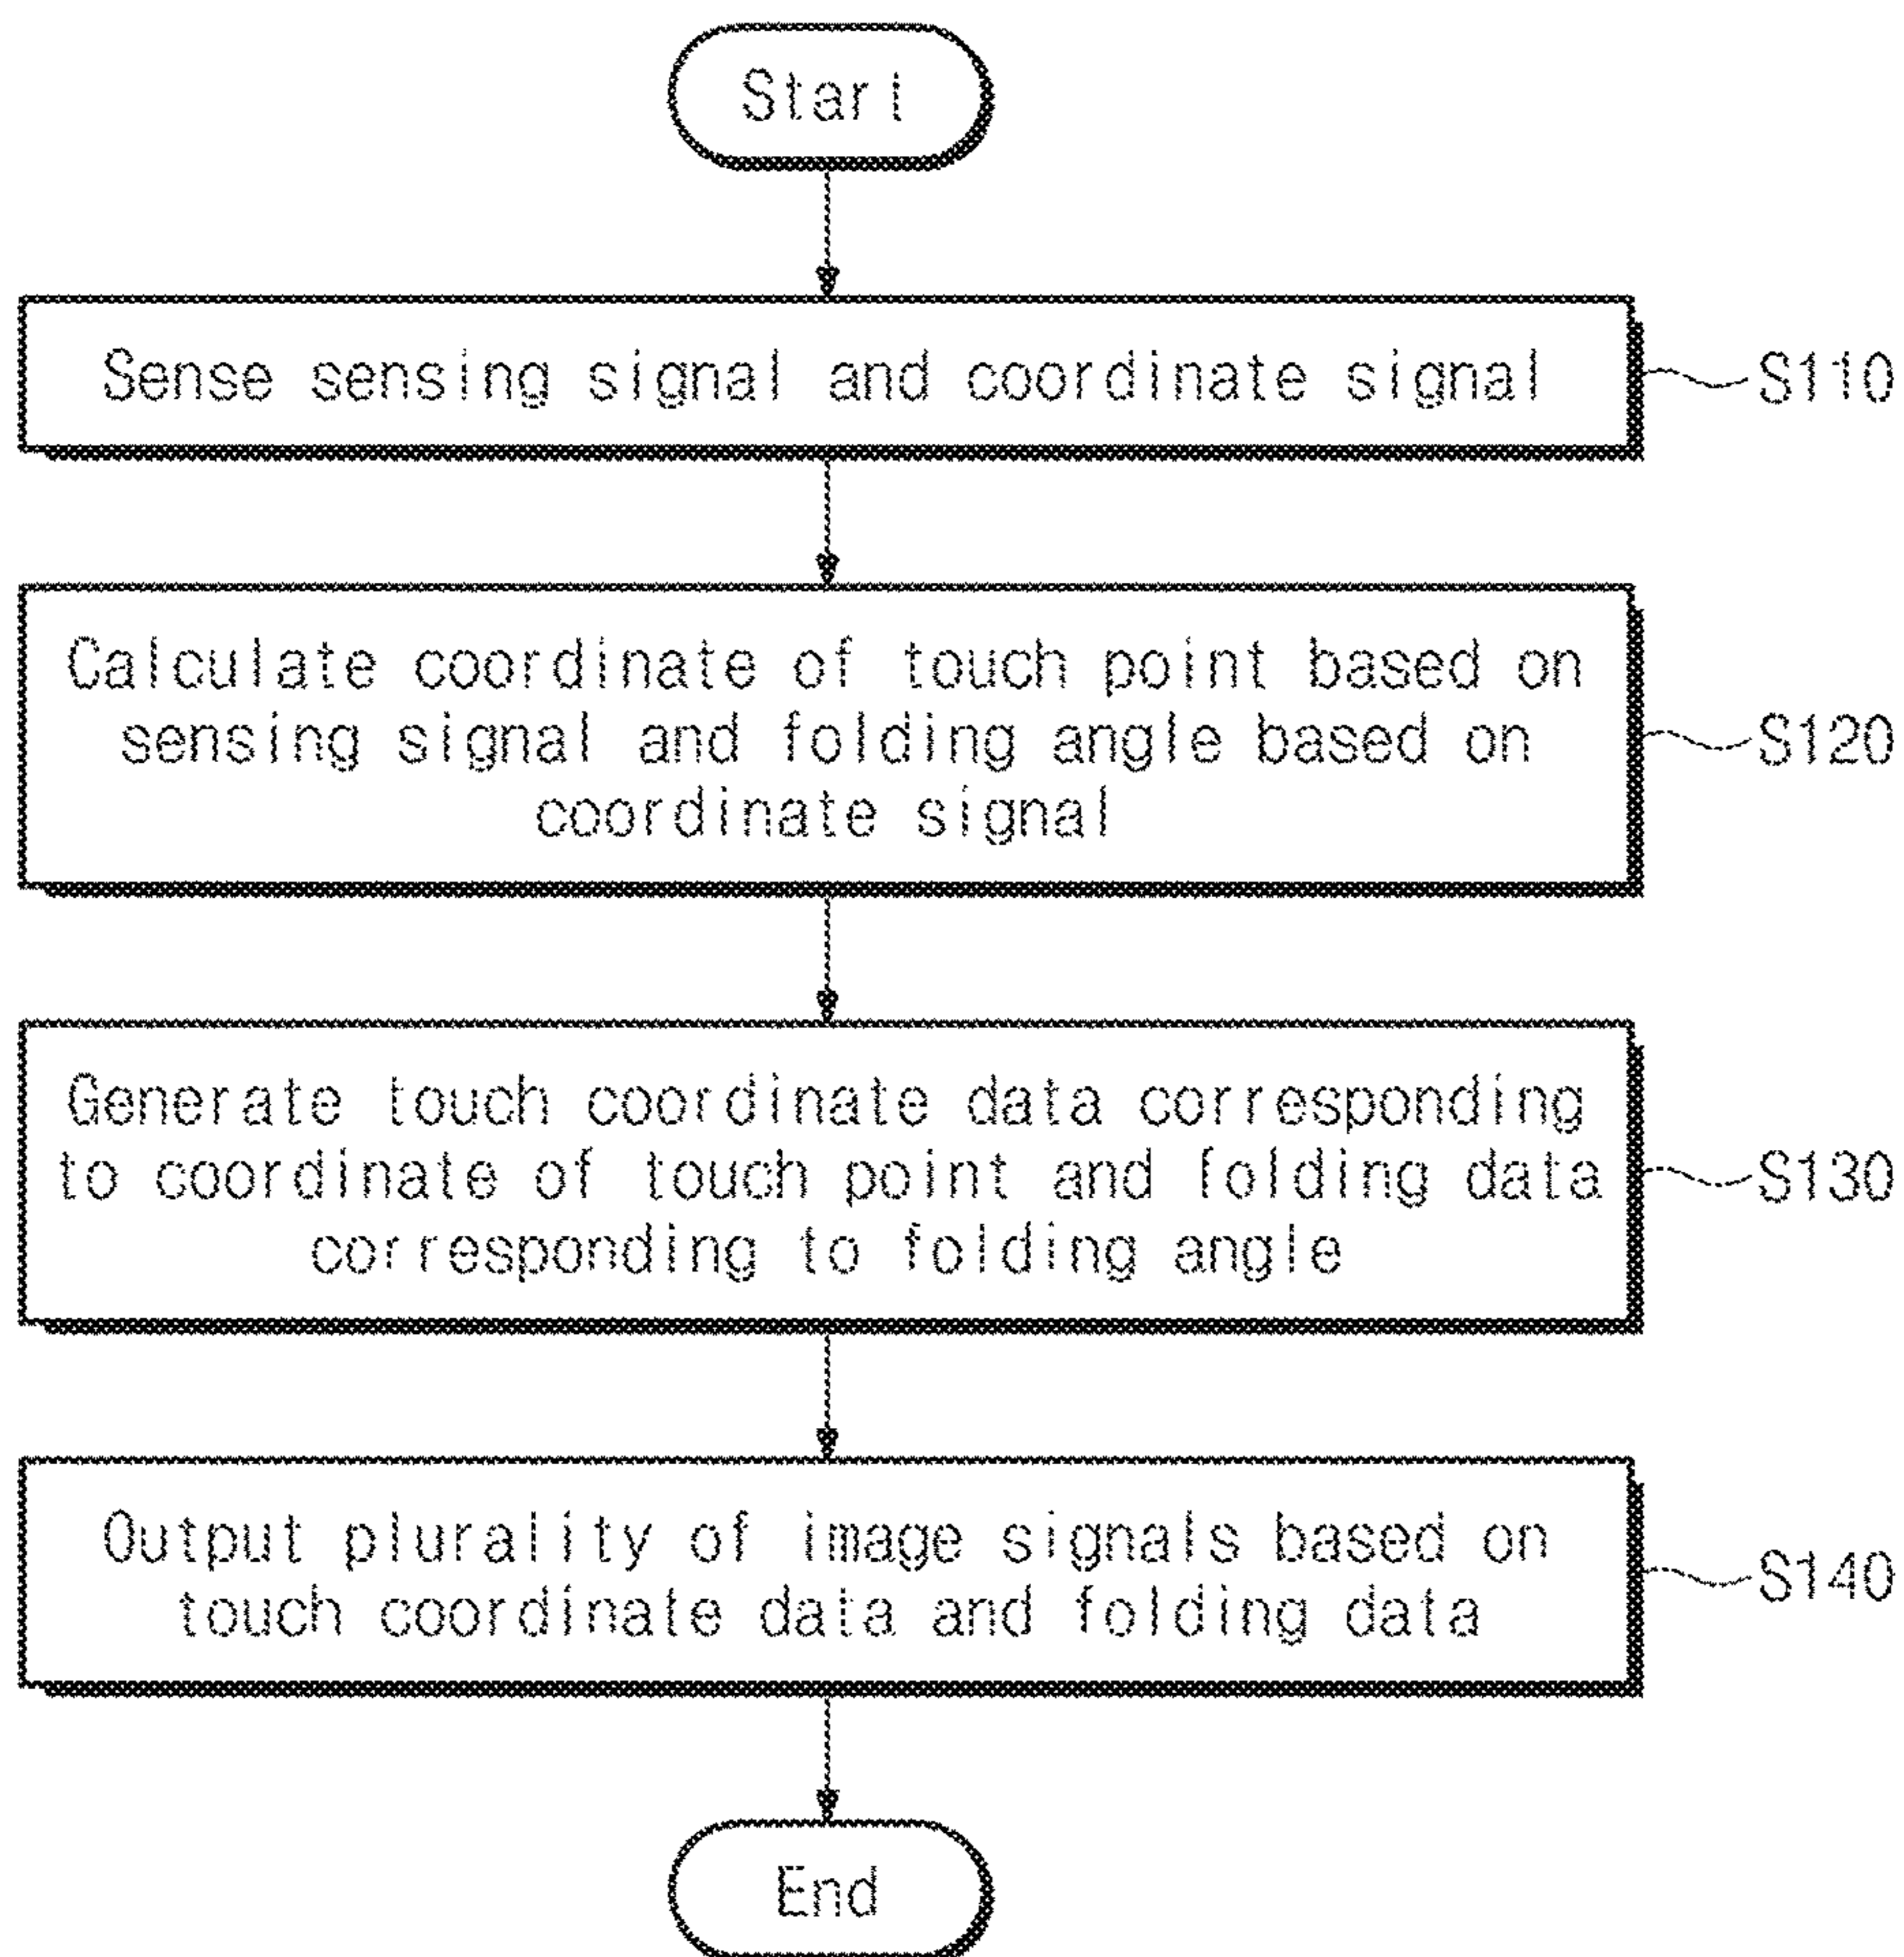 Start
Sense sensing signal and coordinate signal
S110
Calculate coordinate of touch point based on
sensing signal and folding angle based on
coordinate signal
S120
Generate touch coordinate data corresponding
to coordinate of touch point and folding data
corresponding to folding angle
S130
Output plurality of image signals based on
touch coordinate data and folding data
S140
End